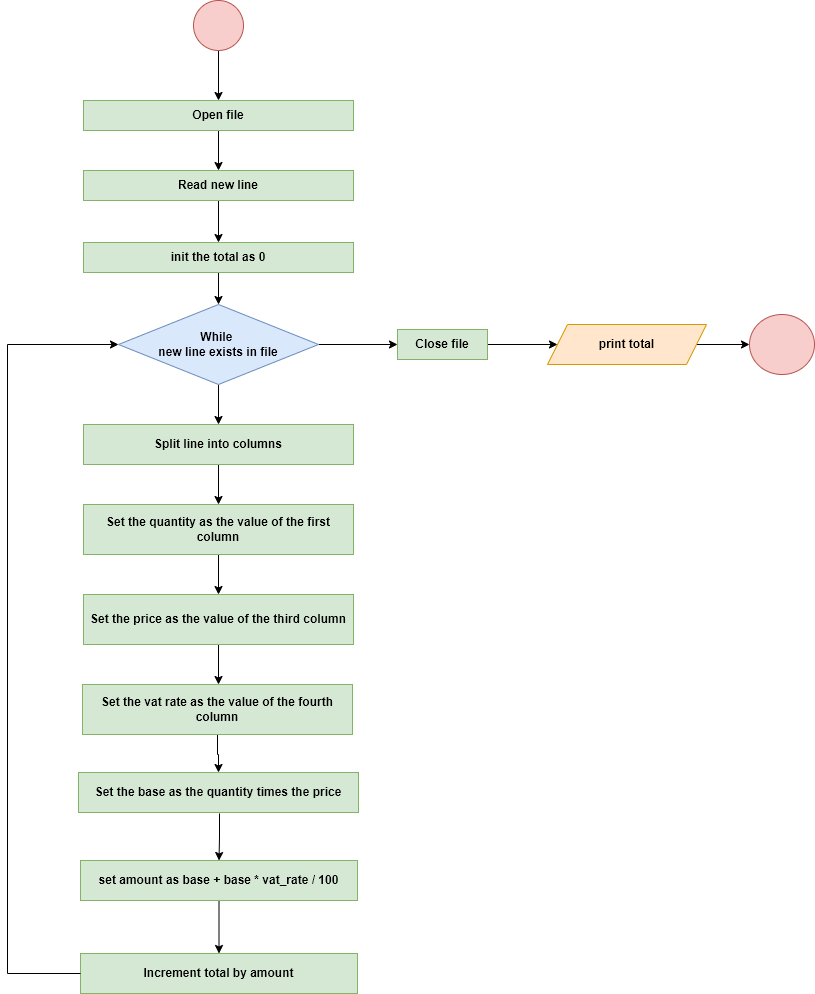 Open file
Read new line
init the total as 0
While
new line exists in file
Close file
print total
Split line into columns
Set the quantity as the value of the first
column
Set the price as the value of the third column
Set the vat rate as the value of the fourth
column
Set the base as the quantity times the price
set amount as base + base * vat_rate / 100
Increment total by amount